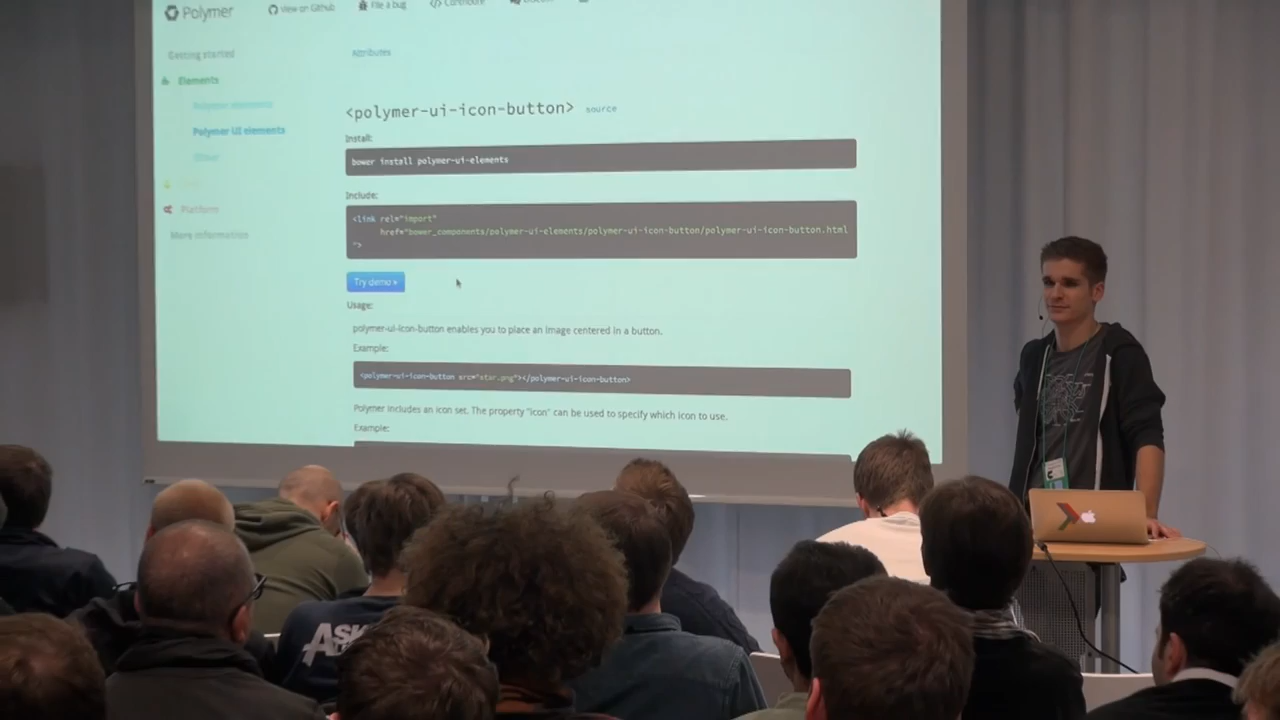 Polymer
View on Github
File a bug
Contribute
Getting started
Attributes
Elements
Polymer elements
<polymer-ui-icon-button> source
Polymer UI elements
Install:
bower install polymer-ui-elements
Include:
Platform
<link rel="import"
href="bower_components/polymer-ui-elements/polymer-ui-icon-button/polymer-ui-icon-button.html
">
More information
Try demo »
Usage:
polymer-ui-icon-button enables you to place an image centered in a button.
Example:
<polymer-ui-icon-button src="star.png"></polymer-ui-icon-button>
Polymer includes an icon set. The property "icon" can be used to specify which icon to use.
Example:
ASK